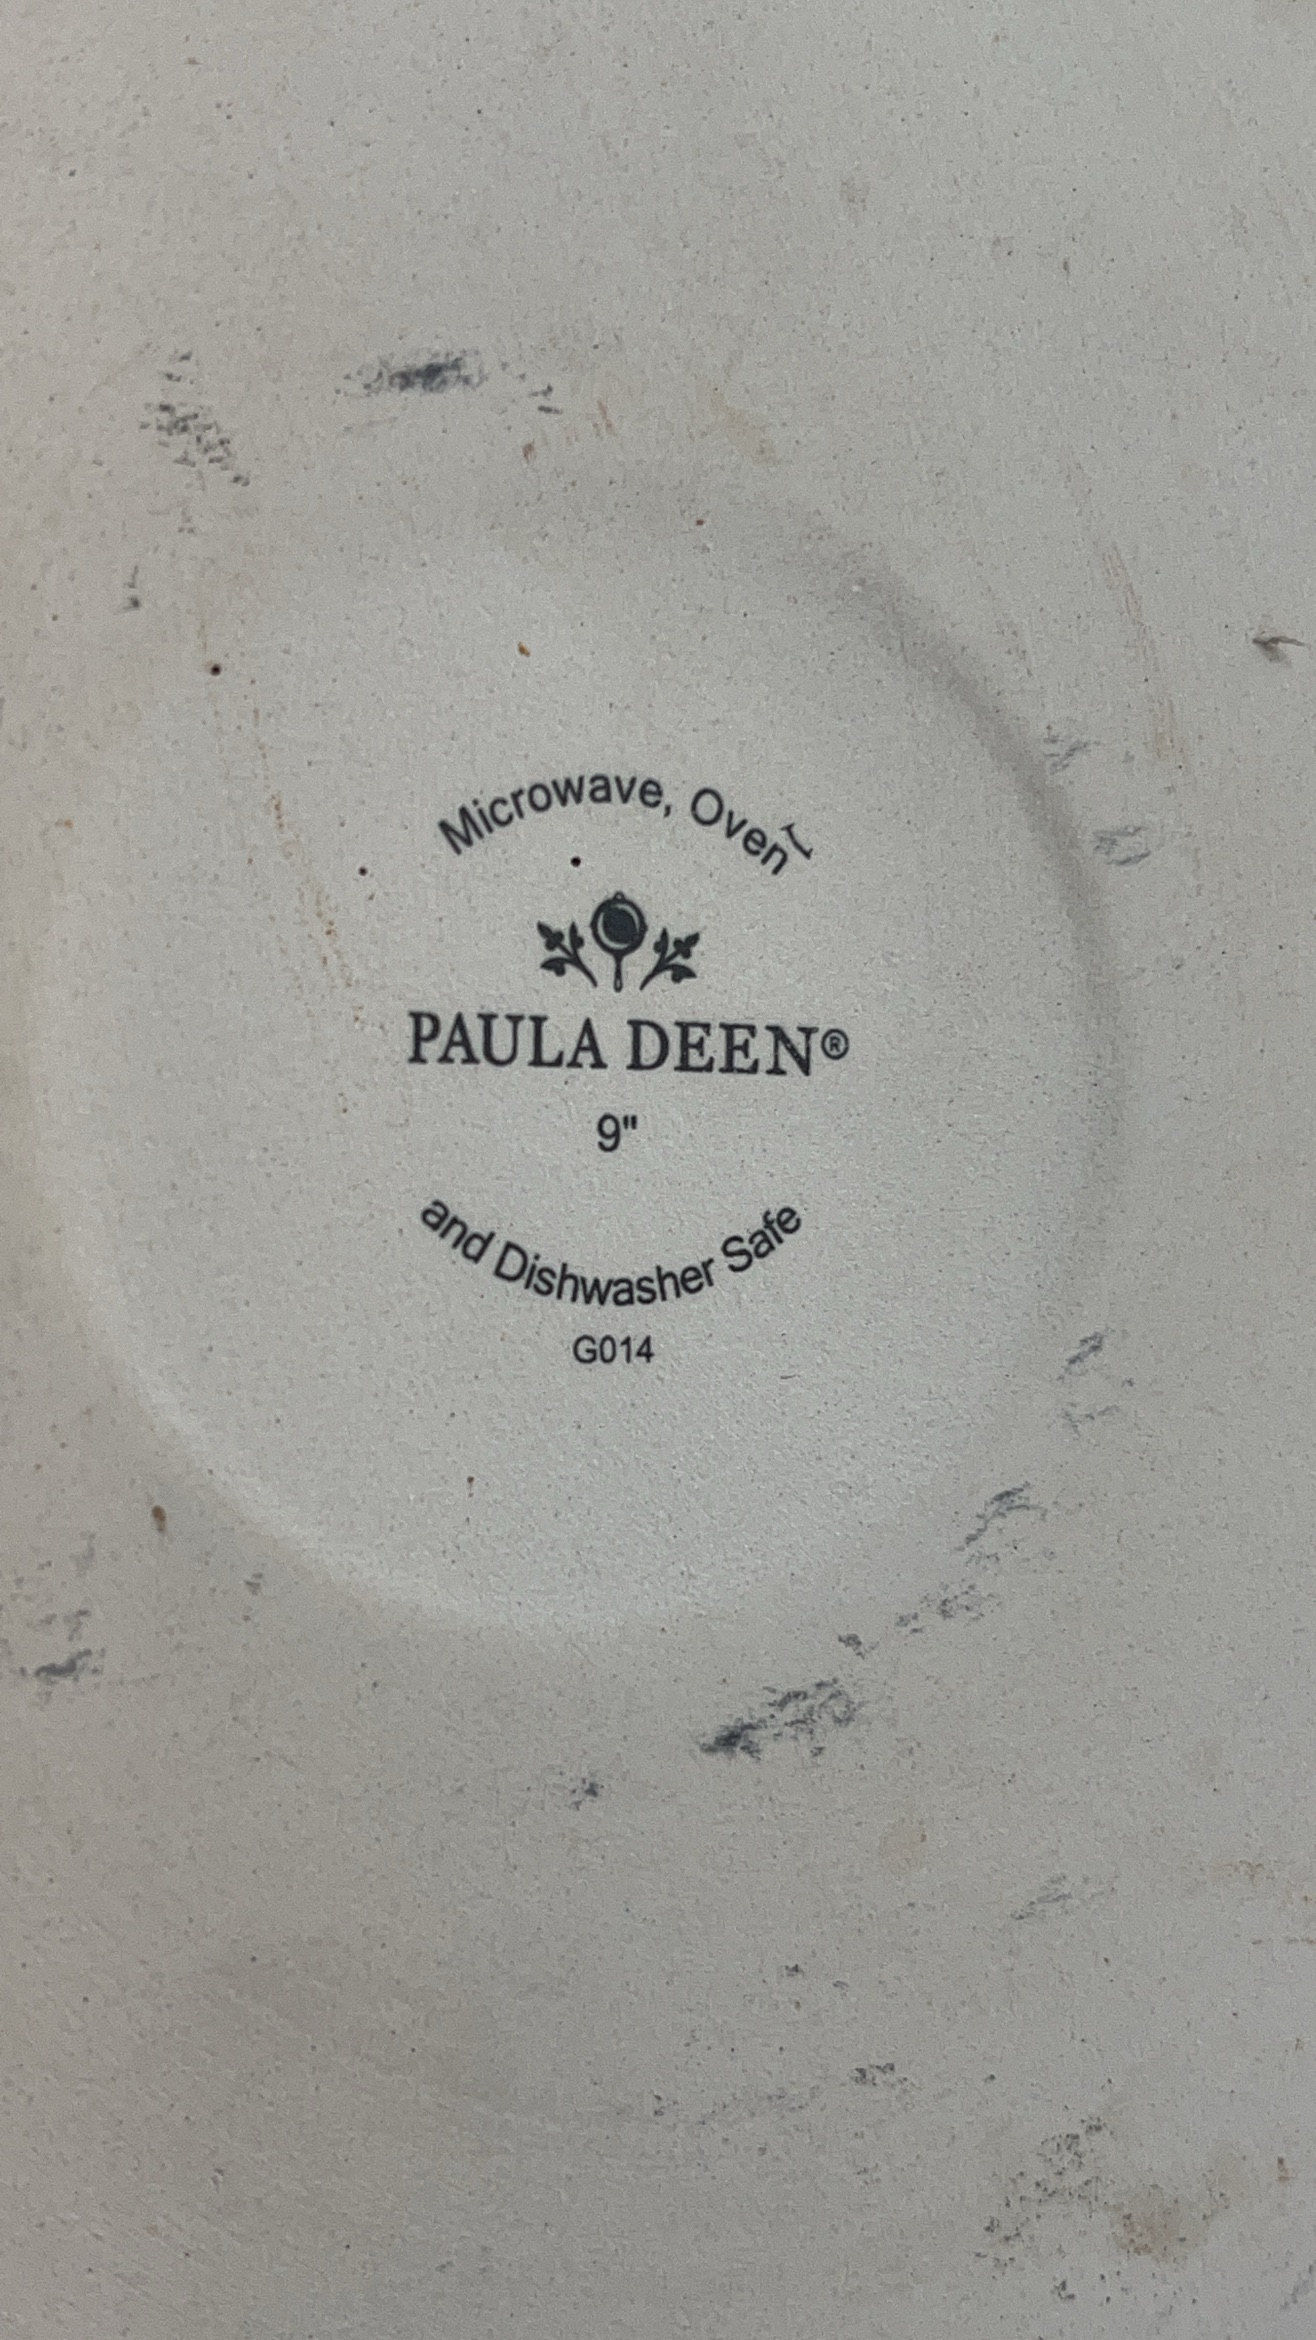 Microwave, Oven
PAULA DEEN®
9"
and Dishwasher Safe
G014